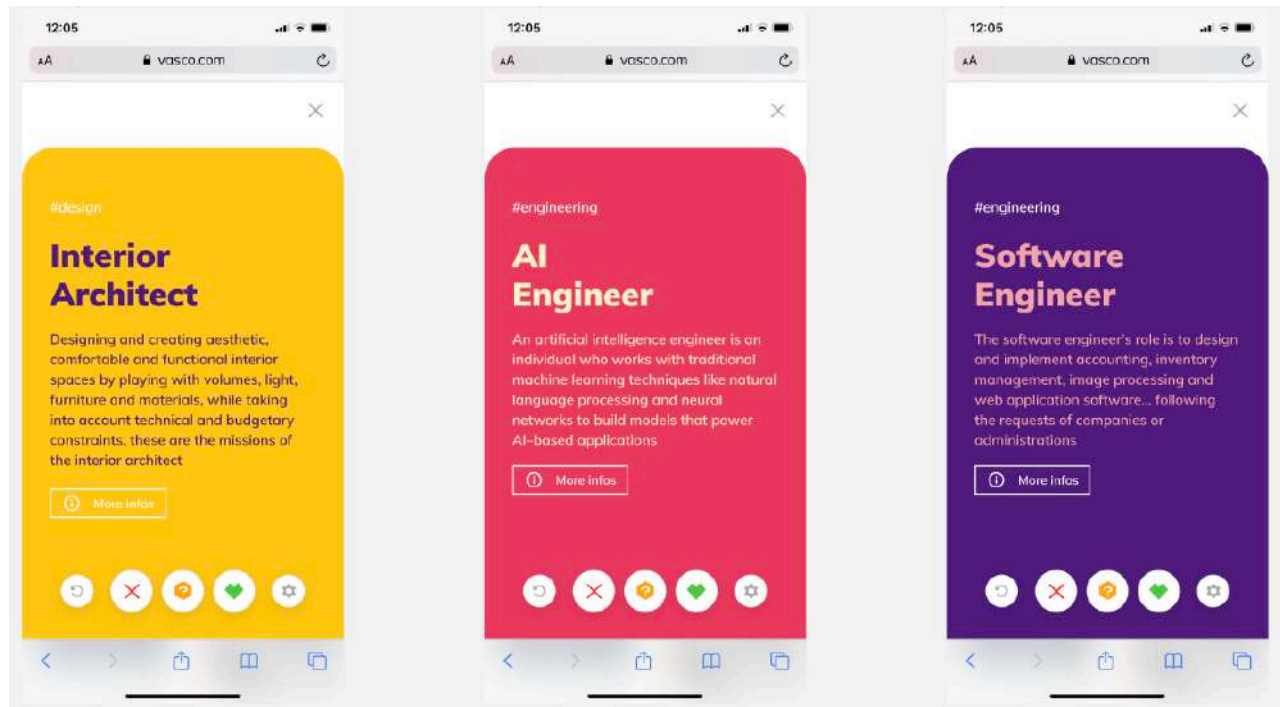 12:05
AA
vasco.com
#design
Interior
Architect
Designing and creating aesthetic,
comfortable and functional interior
spaces by playing with volumes, light,
furniture and materials, while taking
into account technical and budgetary
constraints. these are the missions of
the interior architect
More infos
?
12:05
AA
vasco.com
#engineering
AI
Engineer
An artificial intelligence engineer is an
individual who works with traditional
machine learning techniques like natural
language processing and neural
networks to build models that power
AI-based applications
More infos
?
12:05
AA
vasco.com
#engineering
Software
Engineer
The software engineer's role is to design
and implement accounting, inventory
management, image processing and
web application software... following
the requests of companies or
administrations
More infos
?